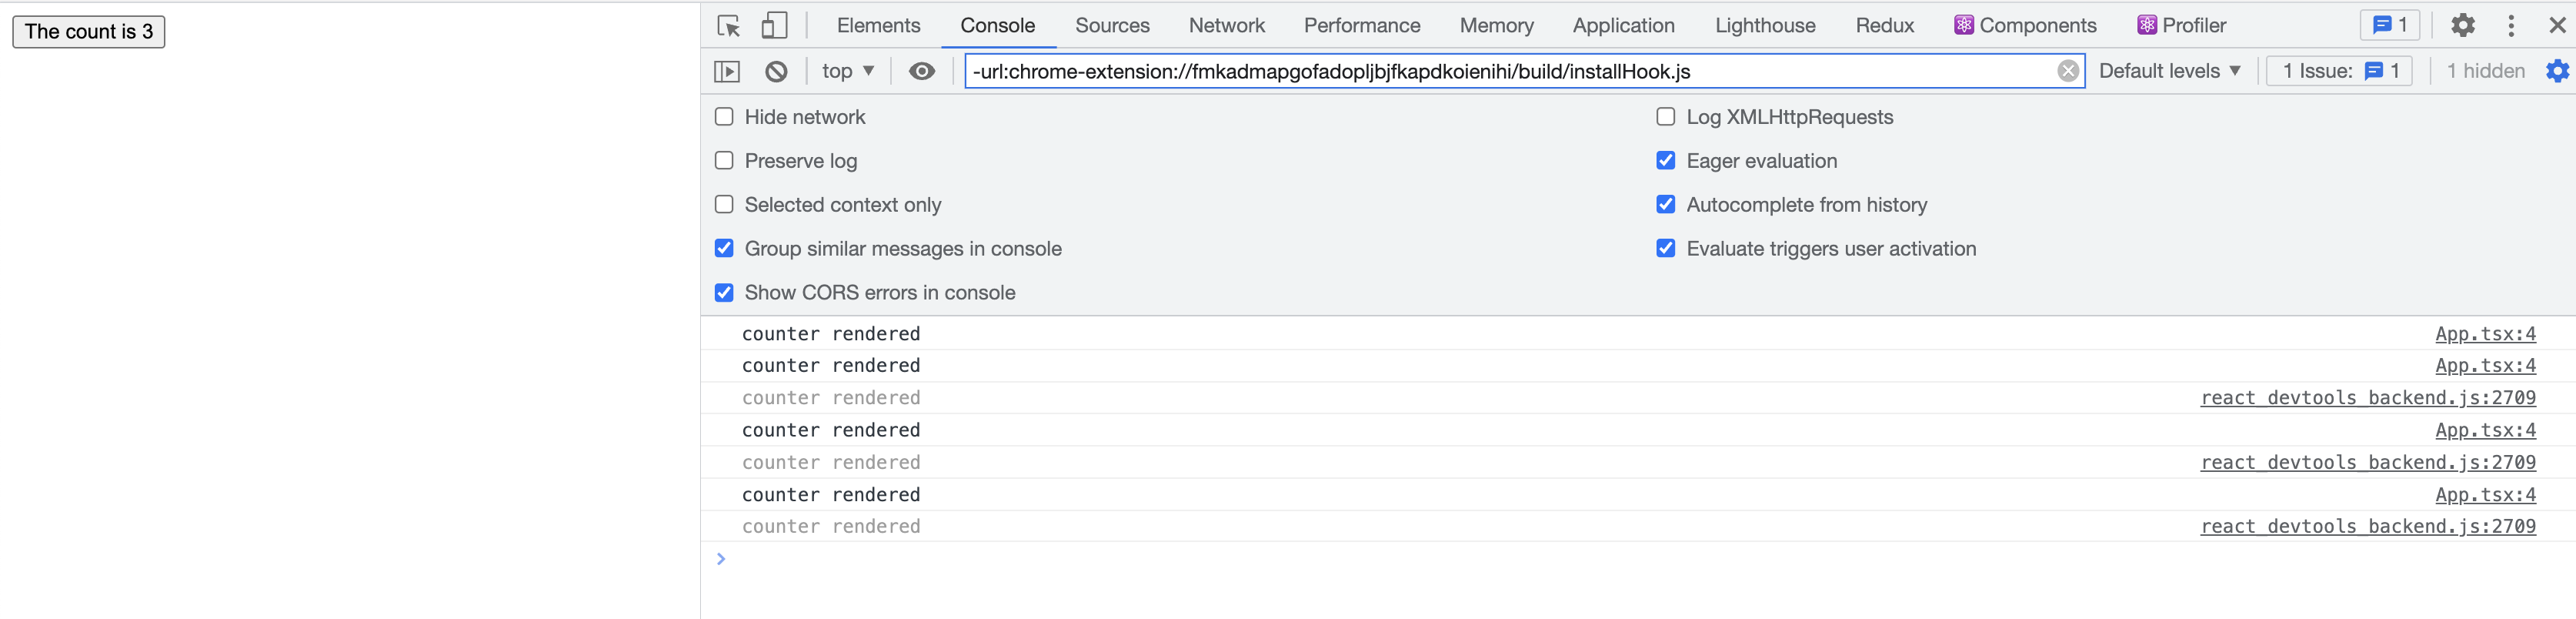 The count is 3
Elements Console Sources Network Performance Memory Application Lighthouse Redux Components Profiler 1
top -url:chrome-extension://fmkadmapgofadopljbjfkapdkoienihi/build/installHook.js Default levels 1 Issue: 1 1 hidden
Hide network Log XMLHttpRequests
Preserve log Eager evaluation
Selected context only Autocomplete from history
Group similar messages in console Evaluate triggers user activation
Show CORS errors in console
counter rendered App.tsx:4
counter rendered App.tsx:4
counter rendered react_devtools_backend.js:2709
counter rendered App.tsx:4
counter rendered react_devtools_backend.js:2709
counter rendered App.tsx:4
counter rendered react_devtools_backend.js:2709